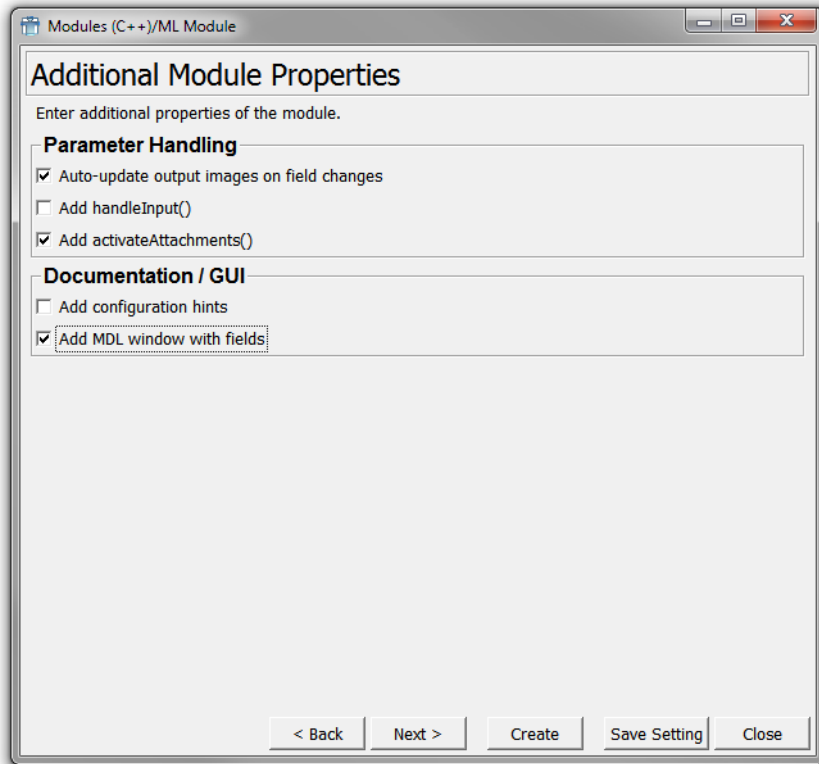 Modules (C++)/ML Module
Additional Module Properties
Enter additional properties of the module.
Parameter Handling
Auto-update output images on field changes
Add handleInput()
Add activateAttachments()
Documentation / GUI
Add configuration hints
Add MDL window with fields
< Back Next > Create Save Setting Close